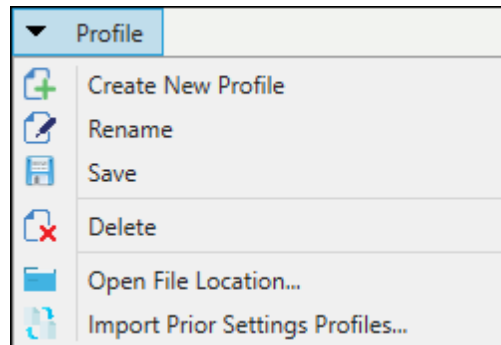 Profile
Create New Profile
Rename
Save
Delete
Open File Location...
Import Prior Settings Profiles...